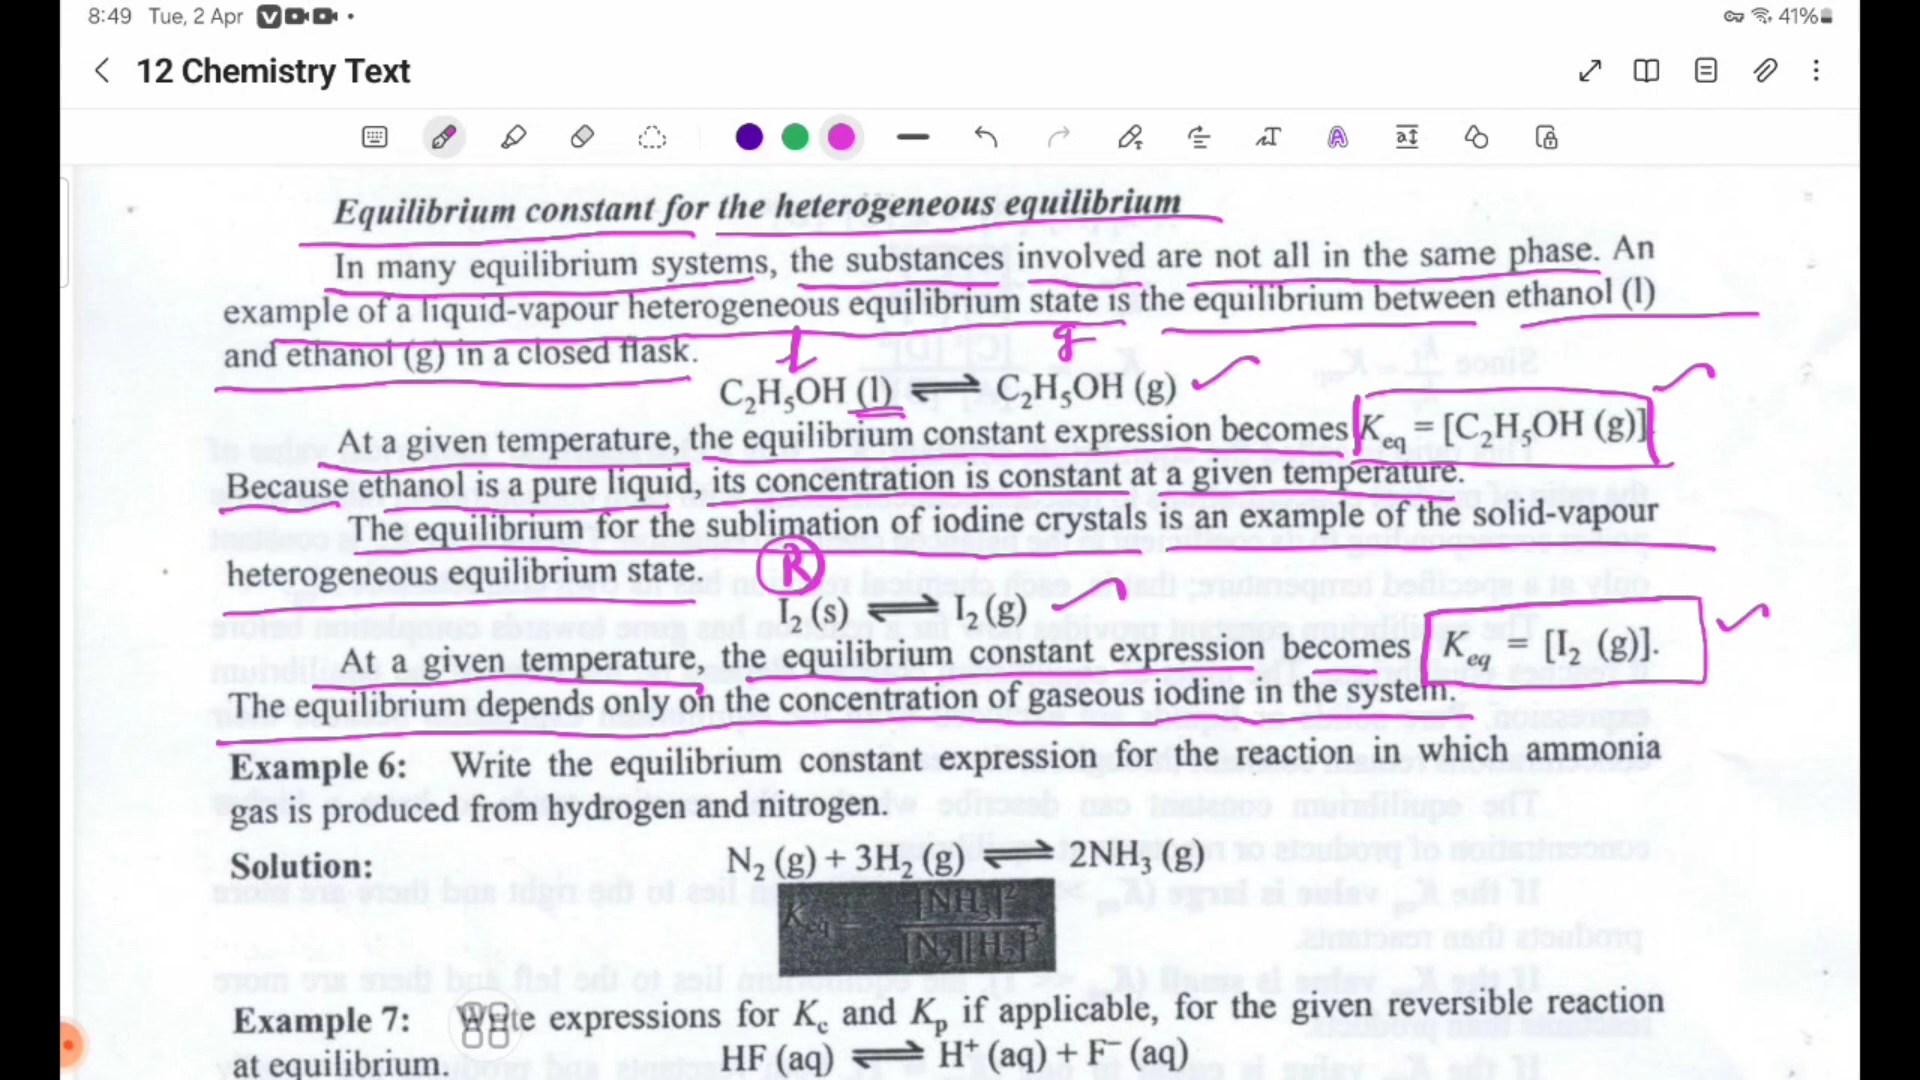 8:49 Tue, 2 Apr V 41%
12 Chemistry Text
Equilibrium constant for the heterogeneous equilibrium
In many equilibrium systems, the substances involved are not all in the same phase. An
example of a liquid-vapour heterogeneous equilibrium state is the equilibrium between ethanol (l)
and ethanol (g) in a closed flask.
l g
C₂H₅OH (l) ⇌ C₂H₅OH (g)
At a given temperature, the equilibrium constant expression becomes K_eq = [C₂H₅OH (g)].
Because ethanol is a pure liquid, its concentration is constant at a given temperature.
The equilibrium for the sublimation of iodine crystals is an example of the solid-vapour
heterogeneous equilibrium state.
R
I₂ (s) ⇌ I₂ (g)
At a given temperature, the equilibrium constant expression becomes K_eq = [I₂ (g)].
The equilibrium depends only on the concentration of gaseous iodine in the system.
Example 6: Write the equilibrium constant expression for the reaction in which ammonia
gas is produced from hydrogen and nitrogen.
Solution: N₂ (g) + 3H₂ (g) ⇌ 2NH₃ (g)
K_eq = [NH₃]² / [N₂][H₂]³
Example 7: Write expressions for K_c and K_p if applicable, for the given reversible reaction
at equilibrium. HF (aq) ⇌ H⁺ (aq) + F⁻ (aq)